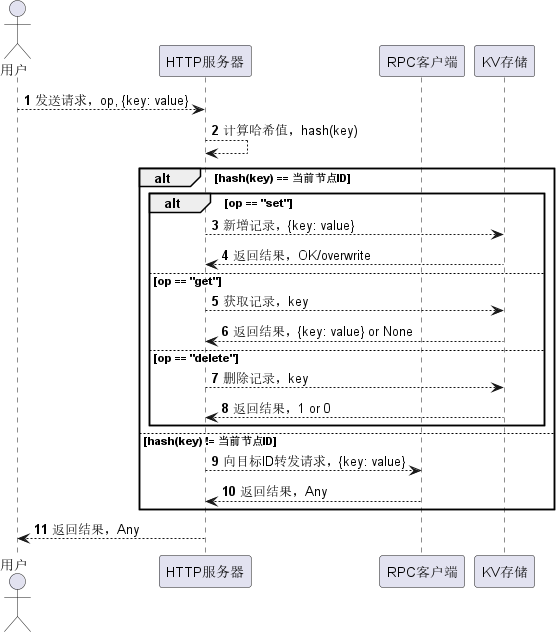 用户
HTTP服务器
RPC客户端
KV存储
1 发送请求，op, {key: value}
2 计算哈希值，hash(key)
alt [hash(key) == 当前节点ID]
alt [op == "set"]
3 新增记录，{key: value}
4 返回结果，OK/overwrite
[op == "get"]
5 获取记录，key
6 返回结果，{key: value} or None
[op == "delete"]
7 删除记录，key
8 返回结果，1 or 0
[hash(key) != 当前节点ID]
9 向目标ID转发请求，{key: value}
10 返回结果，Any
11 返回结果，Any
用户
HTTP服务器
RPC客户端
KV存储